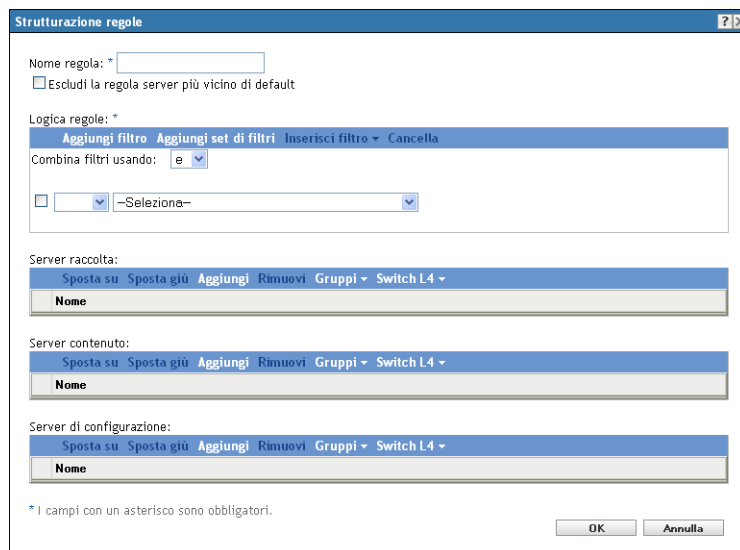 Strutturazione regole ?
Nome regola: *
Escludi la regola server più vicino di default
Logica regole: *
Aggiungi filtro Aggiungi set di filtri Inserisci filtro Cancella
Combina filtri usando: e
—Seleziona—
Server raccolta:
Sposta su Sposta giù Aggiungi Rimuovi Gruppi Switch L4
Nome
Server contenuto:
Sposta su Sposta giù Aggiungi Rimuovi Gruppi Switch L4
Nome
Server di configurazione:
Sposta su Sposta giù Aggiungi Rimuovi Gruppi Switch L4
Nome
* I campi con un asterisco sono obbligatori.
OK Annulla